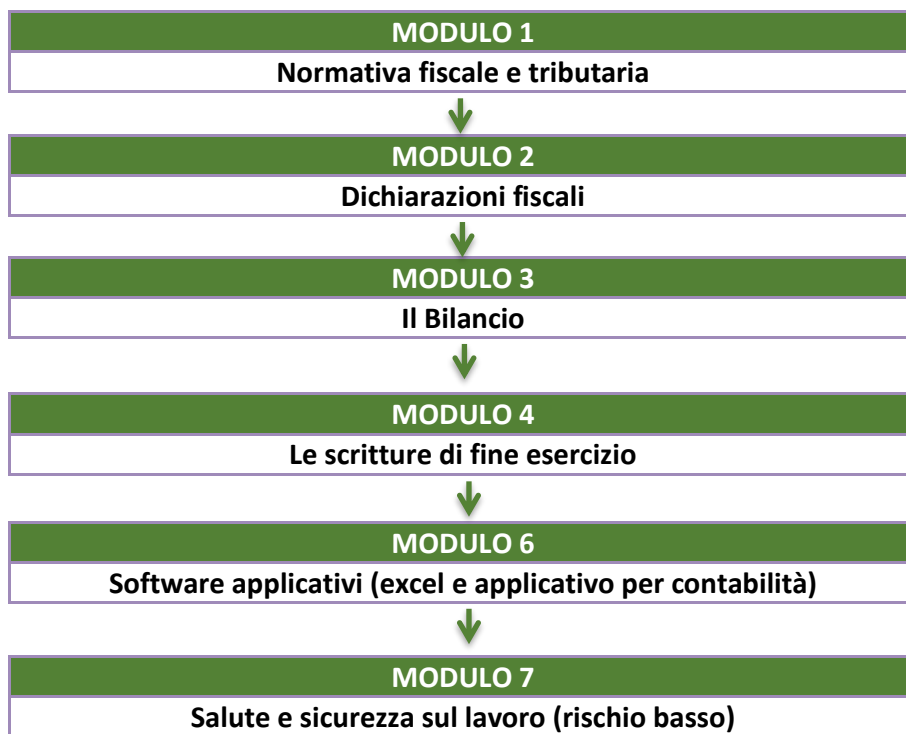 MODULO 1
Normativa fiscale e tributaria
MODULO 2
Dichiarazioni fiscali
MODULO 3
Il Bilancio
MODULO 4
Le scritture di fine esercizio
MODULO 6
Software applicativi (excel e applicativo per contabilità)
MODULO 7
Salute e sicurezza sul lavoro (rischio basso)